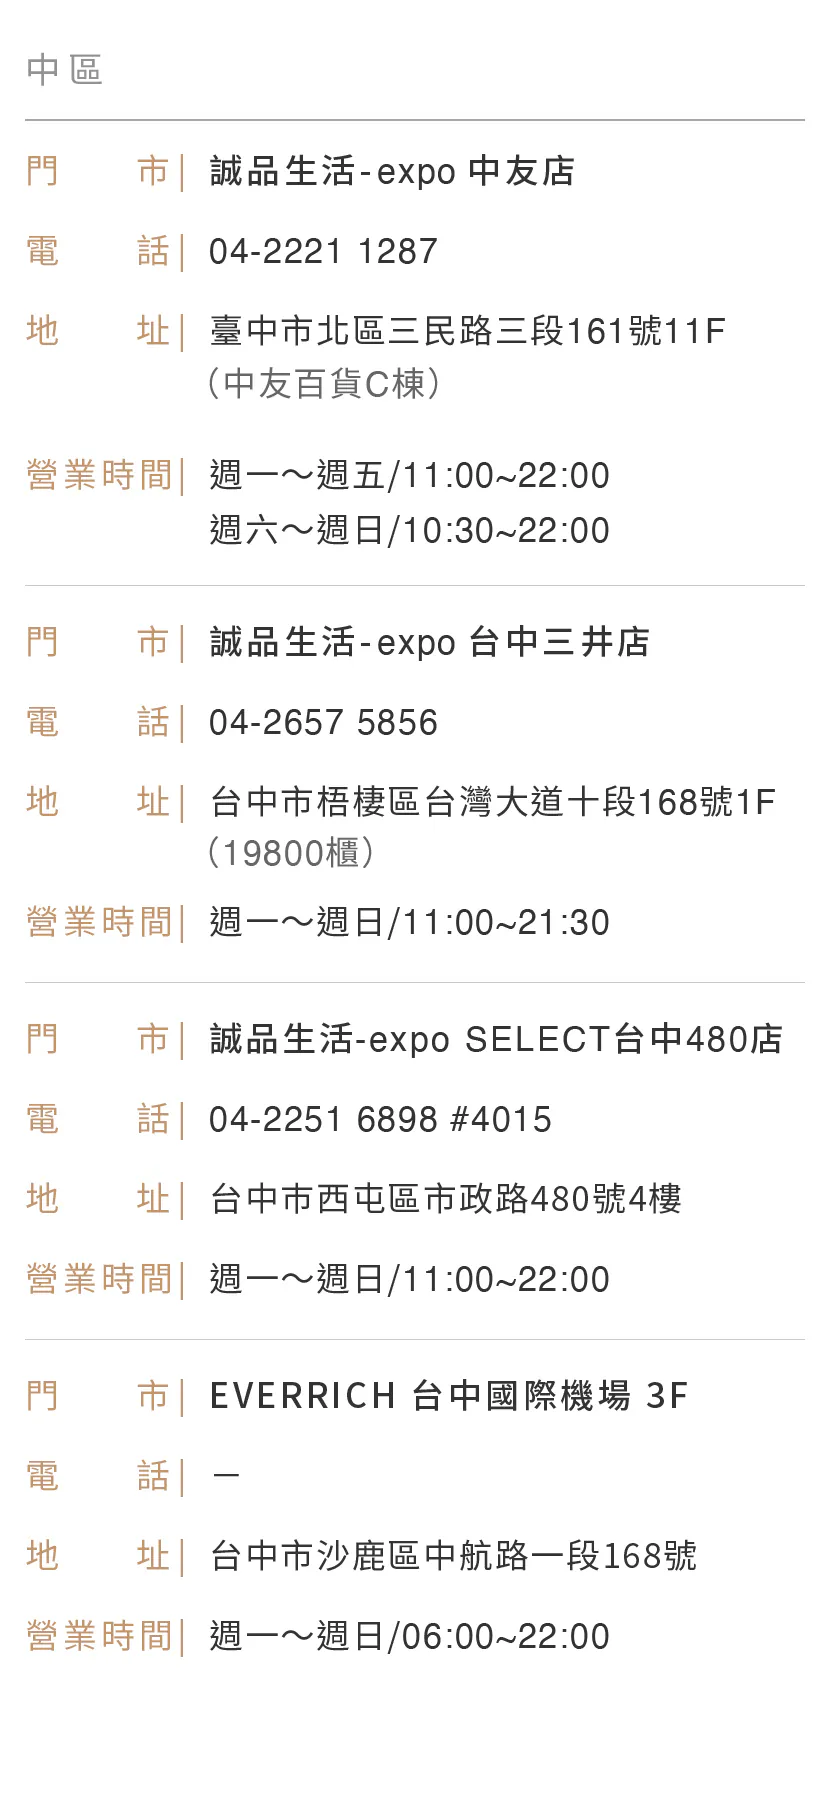 中區
門 市| 誠品生活-expo 中友店
電 話| 04-2221 1287
地 址| 臺中市北區三民路三段161號11F
（中友百貨C棟）
營業時間| 週一～週五/11:00~22:00
週六～週日/10:30~22:00
門 市| 誠品生活-expo 台中三井店
電 話| 04-2657 5856
地 址| 台中市梧棲區台灣大道十段168號1F
（19800櫃）
營業時間| 週一～週日/11:00~21:30
門 市| 誠品生活-expo SELECT台中480店
電 話| 04-2251 6898 #4015
地 址| 台中市西屯區市政路480號4樓
營業時間| 週一～週日/11:00~22:00
門 市| EVERRICH 台中國際機場 3F
電 話| －
地 址| 台中市沙鹿區中航路一段168號
營業時間| 週一～週日/06:00~22:00